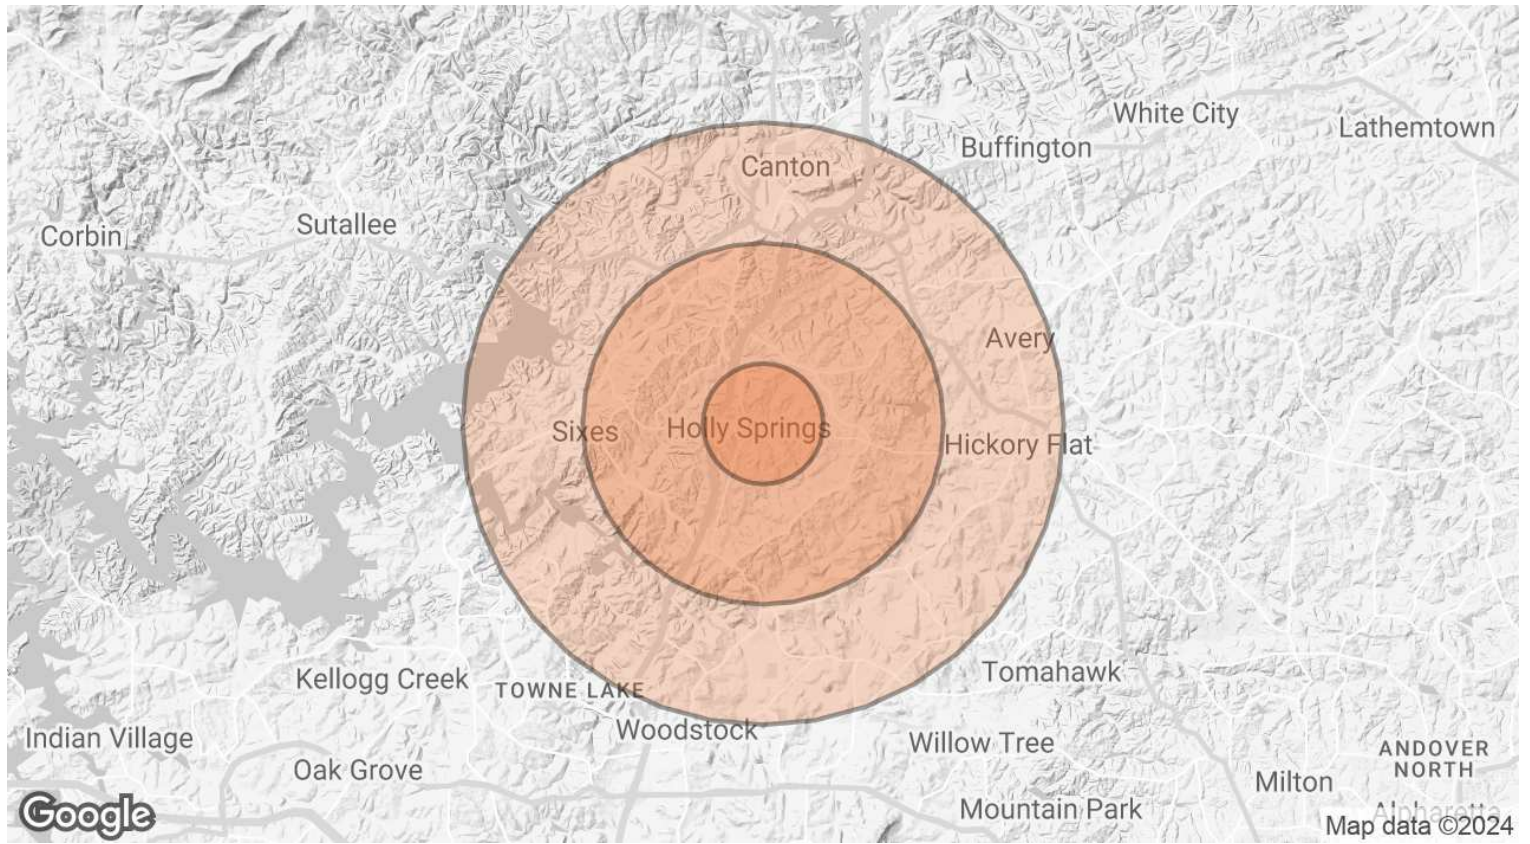 White City
Lathemtown
Buffington
Canton
Sutallee
Corbin
Avery
Sixes
Holly Springs
Hickory Flat
Kellogg Creek
TOWNE LAKE
Tomahawk
Woodstock
Indian Village
Willow Tree
ANDOVER
NORTH
Oak Grove
Milton
Mountain Park
Alpharetta
Google
Map data ©2024